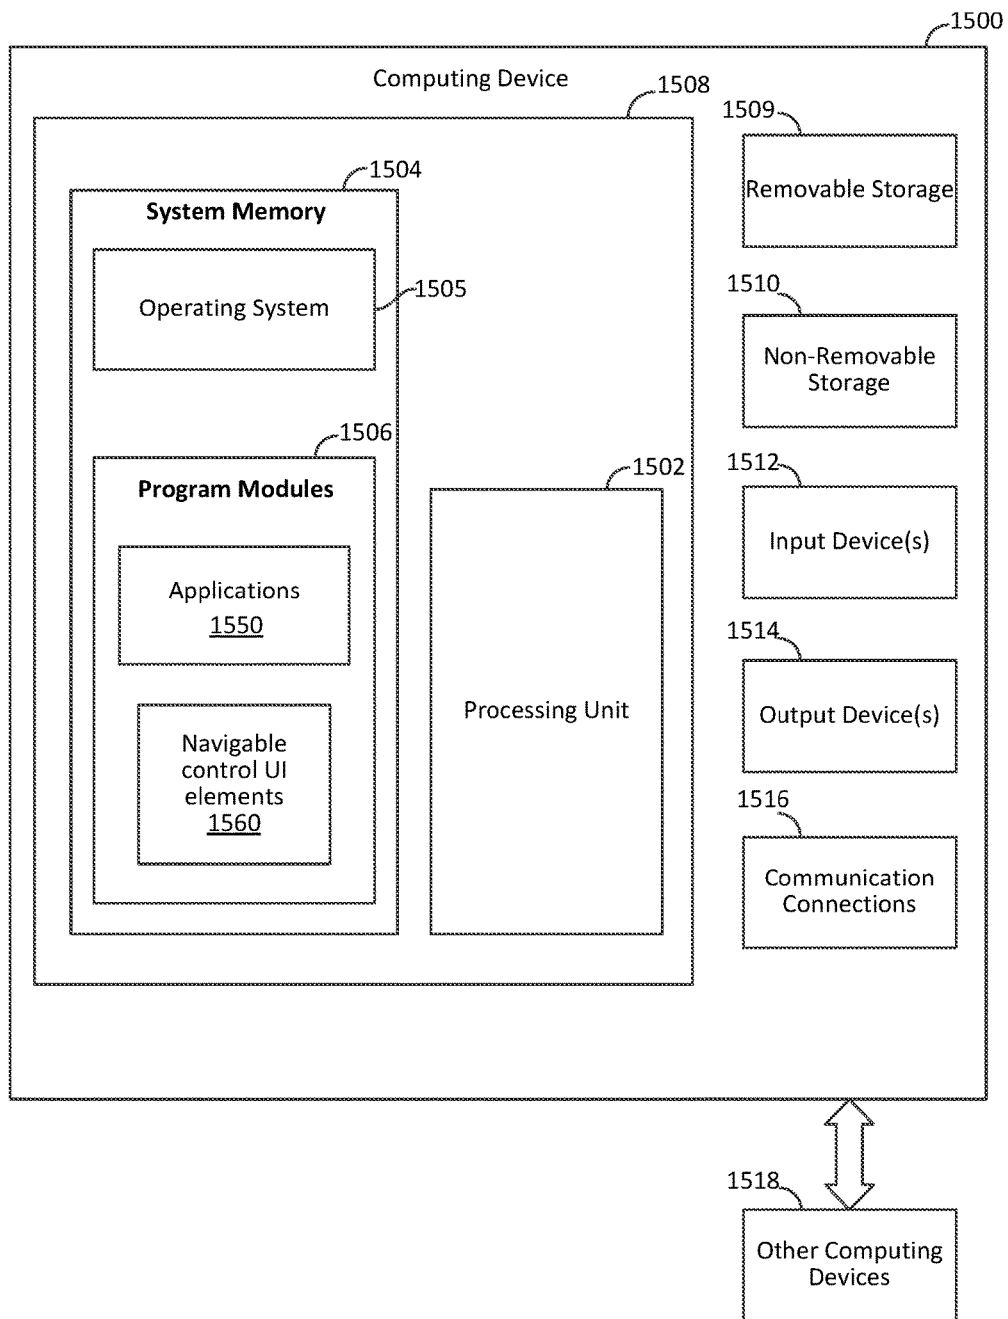 1500
Computing Device
1508
1509
Removable Storage
1504
System Memory
Operating System
1505
1510
Non-Removable
Storage
1506
Program Modules
Applications
1550
Navigable
control UI
elements
1560
1502
Processing Unit
1512
Input Device(s)
1514
Output Device(s)
1516
Communication
Connections
1518
Other Computing
Devices